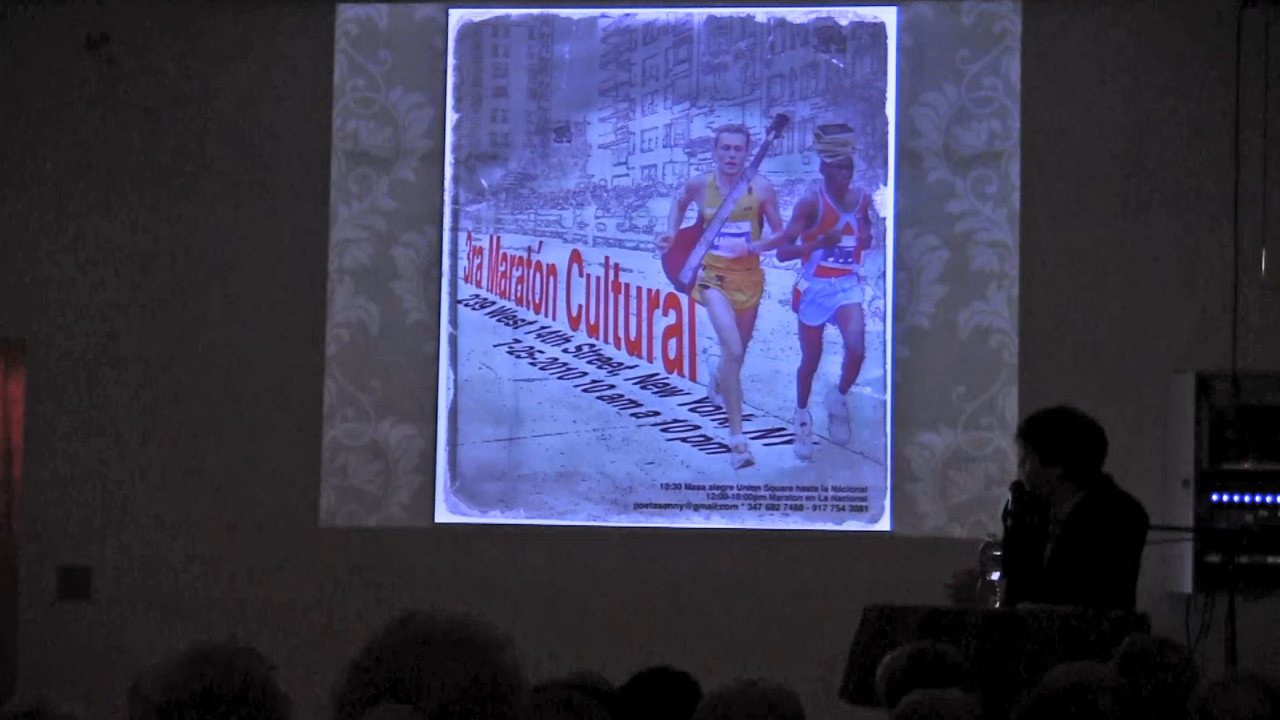 3ra Maratón Cultural
239 West 14th Street, New York, NY
7-25-2010 10 am a 10 pm
10:30 Masa alegre Union Square hasta la Nacional
12:00-10:00pm Maraton en La Nacional
poetasonny@gmail.com * 347 682 7488 - 917 754 3081